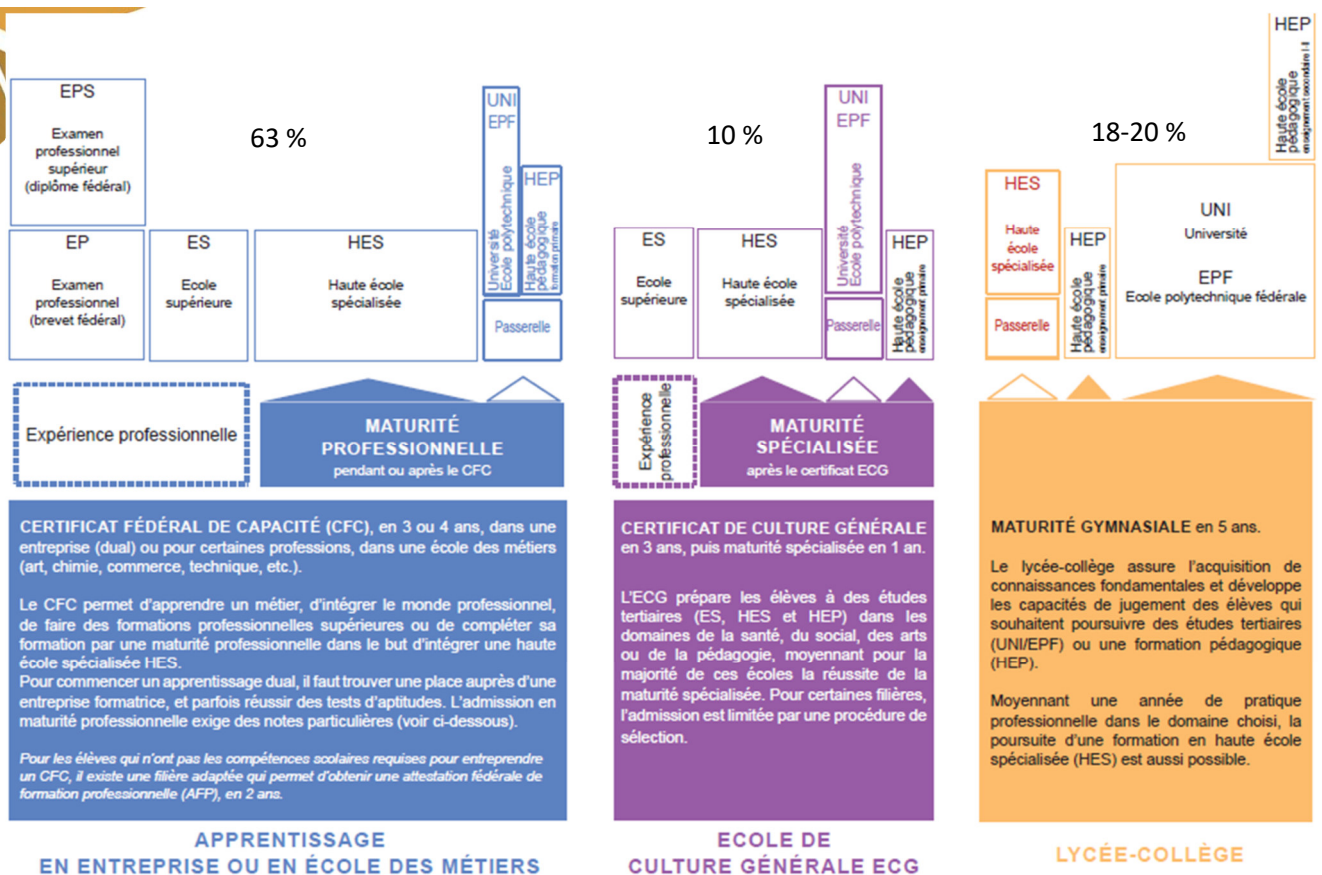 EPS
Examen
professionnel
supérieur
(diplôme fédéral)
63 %
EP
Examen
professionnel
(brevet fédéral)
ES
Ecole
supérieure
HES
Haute école
spécialisée
UNI
EPF
Université
Ecole polytechnique
HEP
Haute école
pédagogique
formation primaire
Passerelle
Expérience professionnelle
MATURITÉ
PROFESSIONNELLE
pendant ou après le CFC
CERTIFICAT FÉDÉRAL DE CAPACITÉ (CFC), en 3 ou 4 ans, dans une
entreprise (dual) ou pour certaines professions, dans une école des métiers
(art, chimie, commerce, technique, etc.).
Le CFC permet d'apprendre un métier, d'intégrer le monde professionnel,
de faire des formations professionnelles supérieures ou de compléter sa
formation par une maturité professionnelle dans le but d'intégrer une haute
école spécialisée HES.
Pour commencer un apprentissage dual, il faut trouver une place auprès d'une
entreprise formatrice, et parfois réussir des tests d'aptitudes. L'admission en
maturité professionnelle exige des notes particulières (voir ci-dessous).
Pour les élèves qui n'ont pas les compétences scolaires requises pour entreprendre
un CFC, il existe une filière adaptée qui permet d'obtenir une attestation fédérale de
formation professionnelle (AFP), en 2 ans.
APPRENTISSAGE
EN ENTREPRISE OU EN ÉCOLE DES MÉTIERS
10 %
ES
Ecole
supérieure
HES
Haute école
spécialisée
UNI
EPF
Université
Ecole polytechnique
Passerelle
HEP
Haute école
pédagogique
enseignement primaire
Expérience
professionnelle
MATURITÉ
SPÉCIALISÉE
après le certificat ECG
CERTIFICAT DE CULTURE GÉNÉRALE
en 3 ans, puis maturité spécialisée en 1 an.
L'ECG prépare les élèves à des études
tertiaires (ES, HES et HEP) dans les
domaines de la santé, du social, des arts
ou de la pédagogie, moyennant pour la
majorité de ces écoles la réussite de la
maturité spécialisée. Pour certaines filières,
l'admission est limitée par une procédure de
sélection.
ECOLE DE
CULTURE GÉNÉRALE ECG
18-20 %
HES
Haute
école
spécialisée
Passerelle
HEP
Haute école
pédagogique
enseignement primaire
UNI
Université
EPF
Ecole polytechnique fédérale
HEP
Haute école
pédagogique
enseignement secondaire I-II
MATURITÉ GYMNASIALE en 5 ans.
Le lycée-collège assure l'acquisition de
connaissances fondamentales et développe
les capacités de jugement des élèves qui
souhaitent poursuivre des études tertiaires
(UNI/EPF) ou une formation pédagogique
(HEP).
Moyennant une année de pratique
professionnelle dans le domaine choisi, la
poursuite d'une formation en haute école
spécialisée (HES) est aussi possible.
LYCÉE-COLLÈGE